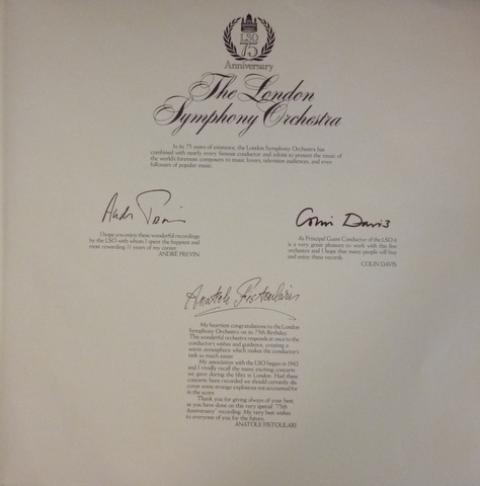 LSO
75
Anniversary
The London
Symphony Orchestra
In its 75 years of existence, the London Symphony Orchestra has
combined with nearly every famous conductor and soloist to present the music of
the world's foremost composers to music lovers, television audiences, and even
followers of popular music.
André Previn
I hope you enjoy these wonderful recordings
by the LSO with whom I spent the happiest and
most rewarding 11 years of my career.
ANDRÉ PREVIN
Colin Davis
As Principal Guest Conductor of the LSO it
is a very great pleasure to work with this fine
orchestra and I hope that many people will buy
and enjoy these records.
COLIN DAVIS
Anatole Fistoulari
My heartiest congratulations to the London
Symphony Orchestra on its 75th Birthday.
This wonderful orchestra responds at once to the
conductor's wishes and guidance, creating a
warm atmosphere which makes the conductor's
task so much easier.
My association with the LSO began in 1943
and I vividly recall the many exciting concerts
we gave during the blitz in London. Had these
concerts been recorded we should certainly dis-
cover some strange explosions not accounted for
in the score.
Thank you for giving always of your best
as you have done on this very special "75th
Anniversary" recording. My very best wishes
to everyone of you for the future.
ANATOLE FISTOULARI